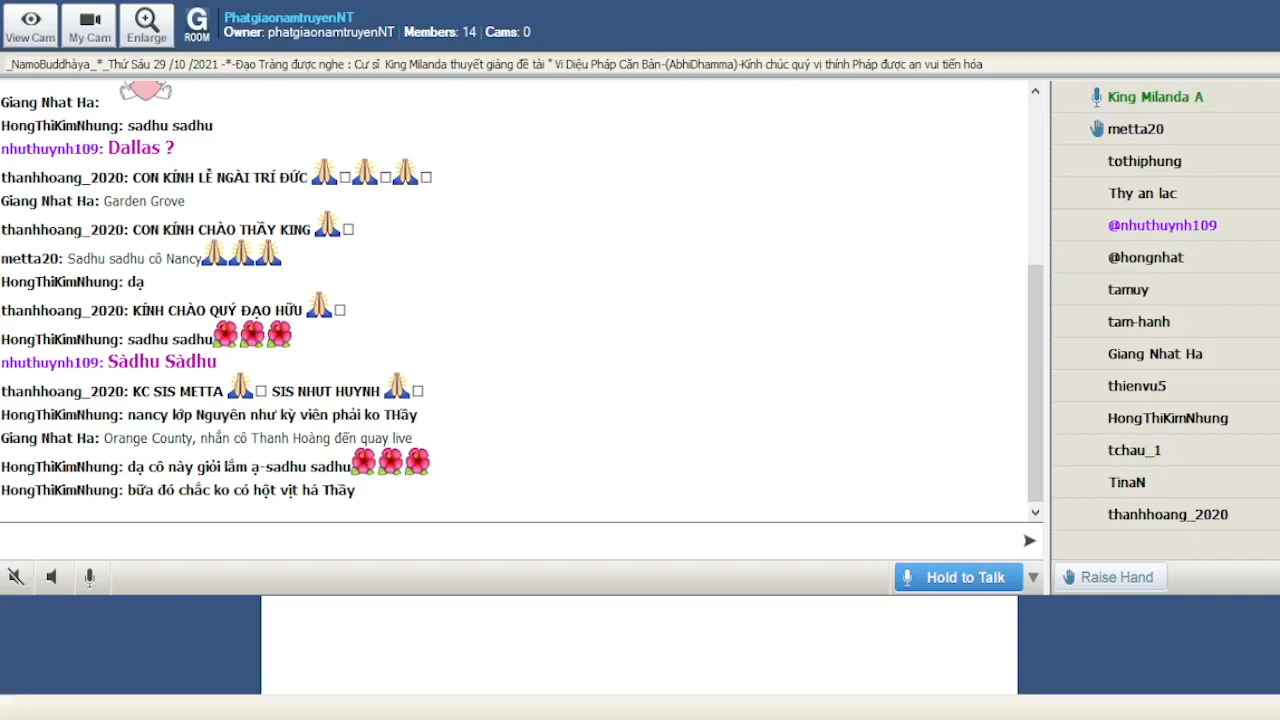 View Cam
My Cam
Enlarge
G
ROOM
PhatgiaonamtruyenNT
Owner: phatgiaonamtruyenNT | Members: 14 | Cams: 0
_NamoBuddhàya_*_Thứ Sáu 29 /10 /2021 -*-Đạo Tràng được nghe : Cư sĩ King Milanda thuyết giảng đề tài " Vi Diệu Pháp Căn Bản-(AbhiDhamma)-Kính chúc quý vị thính Pháp được an vui tiến hóa
Giang Nhat Ha:
HongThiKimNhung: sadhu sadhu
nhuthuynh109: Dallas ?
thanhhoang_2020: CON KÍNH LỄ NGÀI TRÍ ĐỨC
Giang Nhat Ha: Garden Grove
thanhhoang_2020: CON KÍNH CHÀO THẦY KING
metta20: Sadhu sadhu cô Nancy
HongThiKimNhung: dạ
thanhhoang_2020: KÍNH CHÀO QUÝ ĐẠO HỮU
HongThiKimNhung: sadhu sadhu
nhuthuynh109: Sàdhu Sàdhu
thanhhoang_2020: KC SIS METTA SIS NHUT HUYNH
HongThiKimNhung: nancy lớp Nguyên như kỳ viên phải ko THầy
Giang Nhat Ha: Orange County, nhắn cô Thanh Hoàng đến quay live
HongThiKimNhung: dạ cô này giỏi lắm ạ-sadhu sadhu
HongThiKimNhung: bữa đó chắc ko có hột vịt há Thầy
Hold to Talk
King Milanda A
metta20
tothiphung
Thy an lac
@nhuthuynh109
@hongnhat
tamuy
tam-hanh
Giang Nhat Ha
thienvu5
HongThiKimNhung
tchau_1
TinaN
thanhhoang_2020
Raise Hand